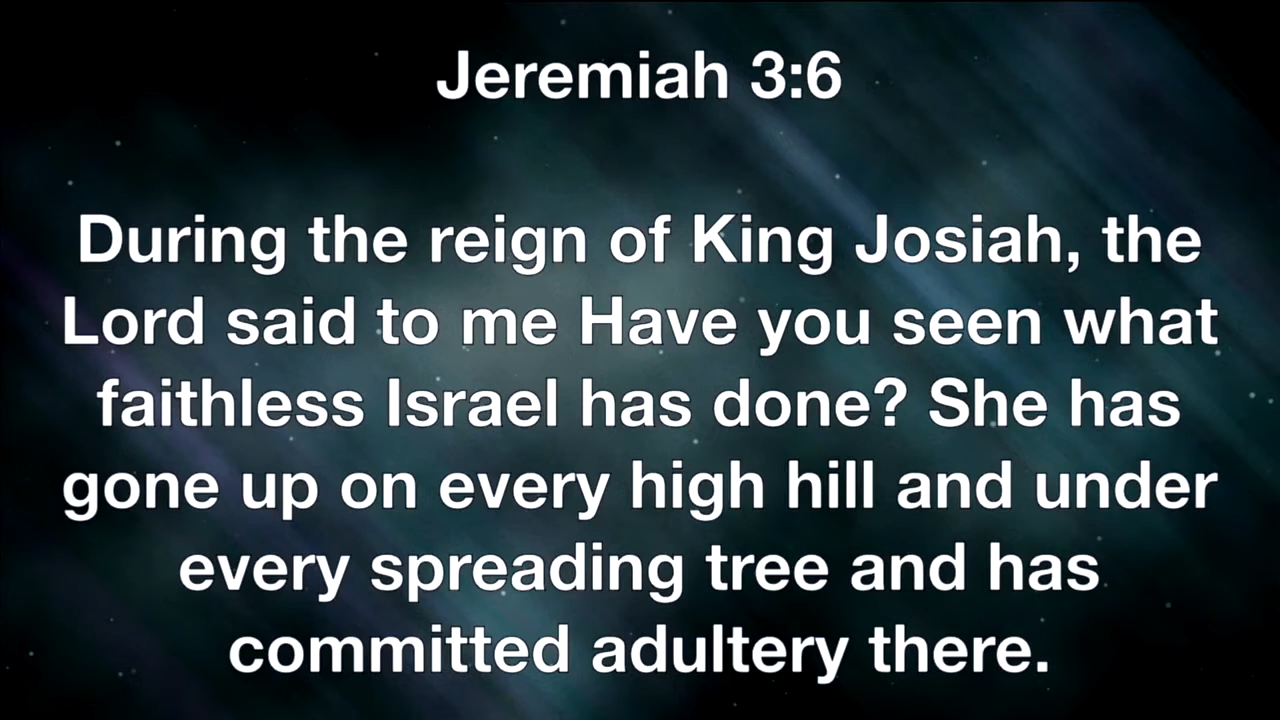 Jeremiah 3:6
During the reign of King Josiah, the
Lord said to me Have you seen what
faithless Israel has done? She has
gone up on every high hill and under
every spreading tree and has
committed adultery there.